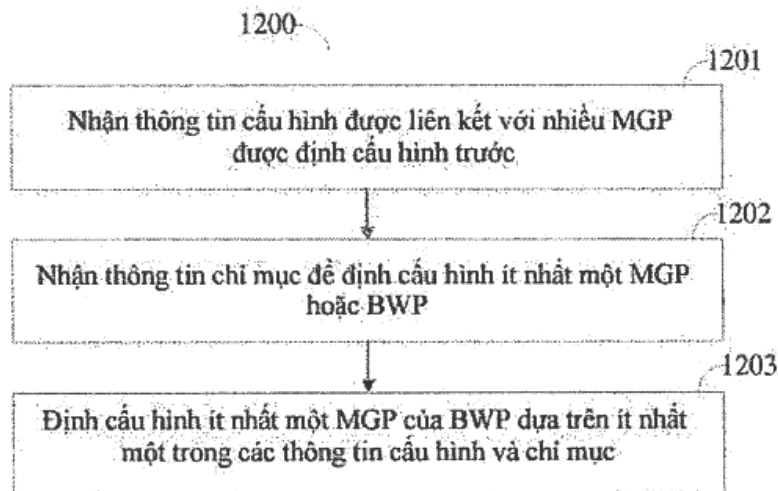 1200
1201
Nhận thông tin cấu hình được liên kết với nhiều MGP
được định cấu hình trước
1202
Nhận thông tin chỉ mục để định cấu hình ít nhất một MGP
hoặc BWP
1203
Định cấu hình ít nhất một MGP của BWP dựa trên ít nhất
một trong các thông tin cấu hình và chỉ mục